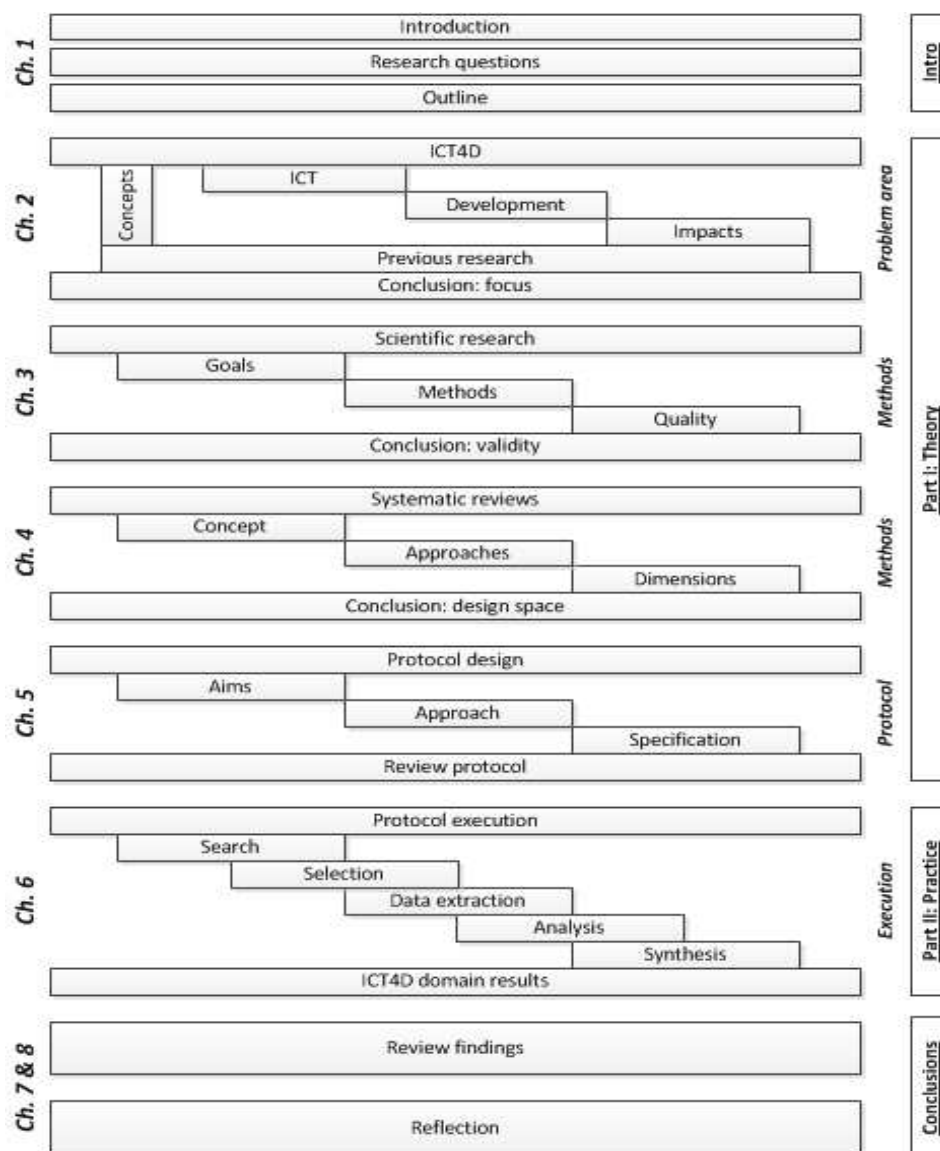 Ch. 1
Introduction
Research questions
Outline
Intro
Ch. 2
ICT4D
Concepts
ICT
Development
Impacts
Previous research
Conclusion: focus
Problem area
Ch. 3
Scientific research
Goals
Methods
Quality
Conclusion: validity
Methods
Part I: Theory
Ch. 4
Systematic reviews
Concept
Approaches
Dimensions
Conclusion: design space
Methods
Ch. 5
Protocol design
Aims
Approach
Specification
Review protocol
Protocol
Ch. 6
Protocol execution
Search
Selection
Data extraction
Analysis
Synthesis
ICT4D domain results
Execution
Part II: Practice
Ch. 7 & 8
Review findings
Reflection
Conclusions